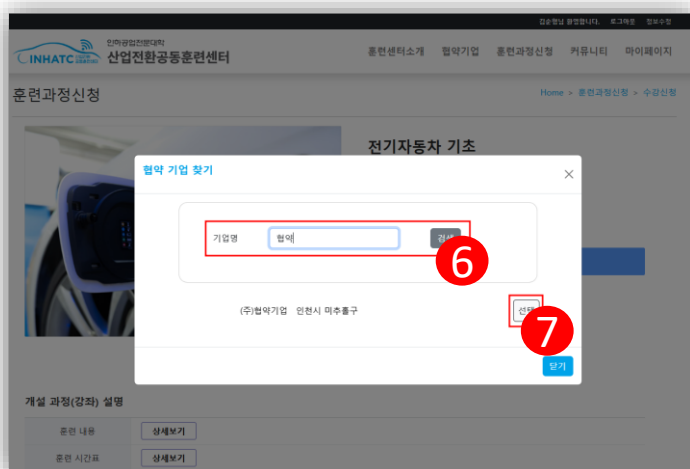 김순형님 환영합니다. 로그아웃 정보수정
INHATC
인하공업전문대학
산업전환공동훈련센터
훈련센터소개 협약기업 훈련과정신청 커뮤니티 마이페이지
훈련과정신청
Home > 훈련과정신청 > 수강신청
전기자동차 기초
협약 기업 찾기
×
기업명 협약 검색
6
(주)협약기업 인천시 미추홀구 선택
7
닫기
개설 과정(강좌) 설명
훈련 내용 상세보기
훈련 시간표 상세보기